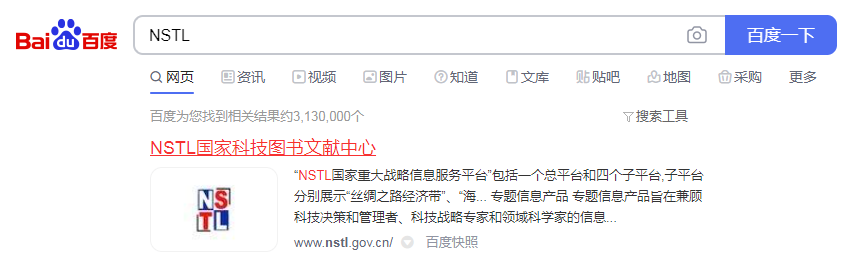 Bai du 百度 NSTL 百度一下
网页 资讯 视频 图片 知道 文库 贴吧 地图 采购 更多
百度为您找到相关结果约3,130,000个 搜索工具
NSTL国家科技图书文献中心
“NSTL国家重大战略信息服务平台”包括一个总平台和四个子平台,子平台
分别展示“丝绸之路经济带”、“海... 专题信息产品 专题信息产品旨在兼顾
科技决策和管理者、科技战略专家和领域科学家的信息...
NS
TL
www.nstl.gov.cn/ 百度快照